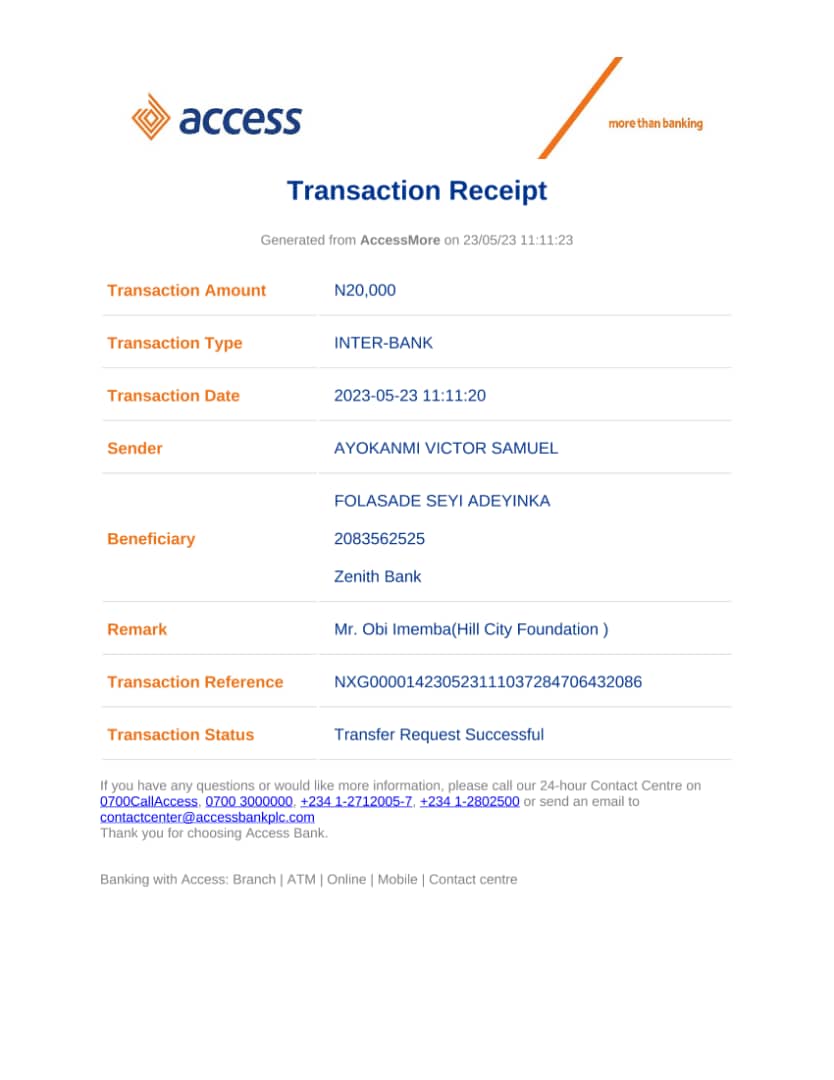 access
more than banking
Transaction Receipt
Generated from AccessMore on 23/05/23 11:11:23
Transaction Amount N20,000
Transaction Type INTER-BANK
Transaction Date 2023-05-23 11:11:20
Sender AYOKANMI VICTOR SAMUEL
FOLASADE SEYI ADEYINKA
Beneficiary 2083562525
Zenith Bank
Remark Mr. Obi Imemba(Hill City Foundation )
Transaction Reference NXG000014230523111037284706432086
Transaction Status Transfer Request Successful
If you have any questions or would like more information, please call our 24-hour Contact Centre on
0700CallAccess, 0700 3000000, +234 1-2712005-7, +234 1-2802500 or send an email to
contactcenter@accessbankplc.com
Thank you for choosing Access Bank.
Banking with Access: Branch | ATM | Online | Mobile | Contact centre